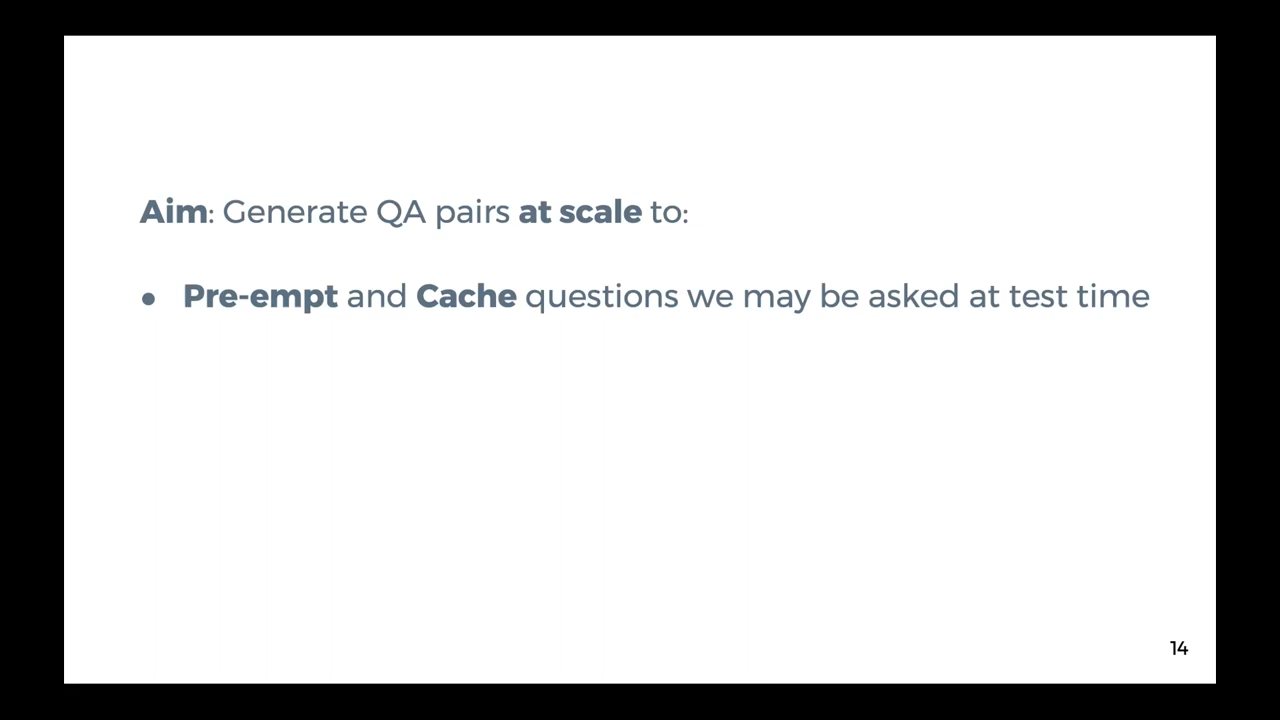 Aim: Generate QA pairs at scale to:
● Pre-empt and Cache questions we may be asked at test time
14